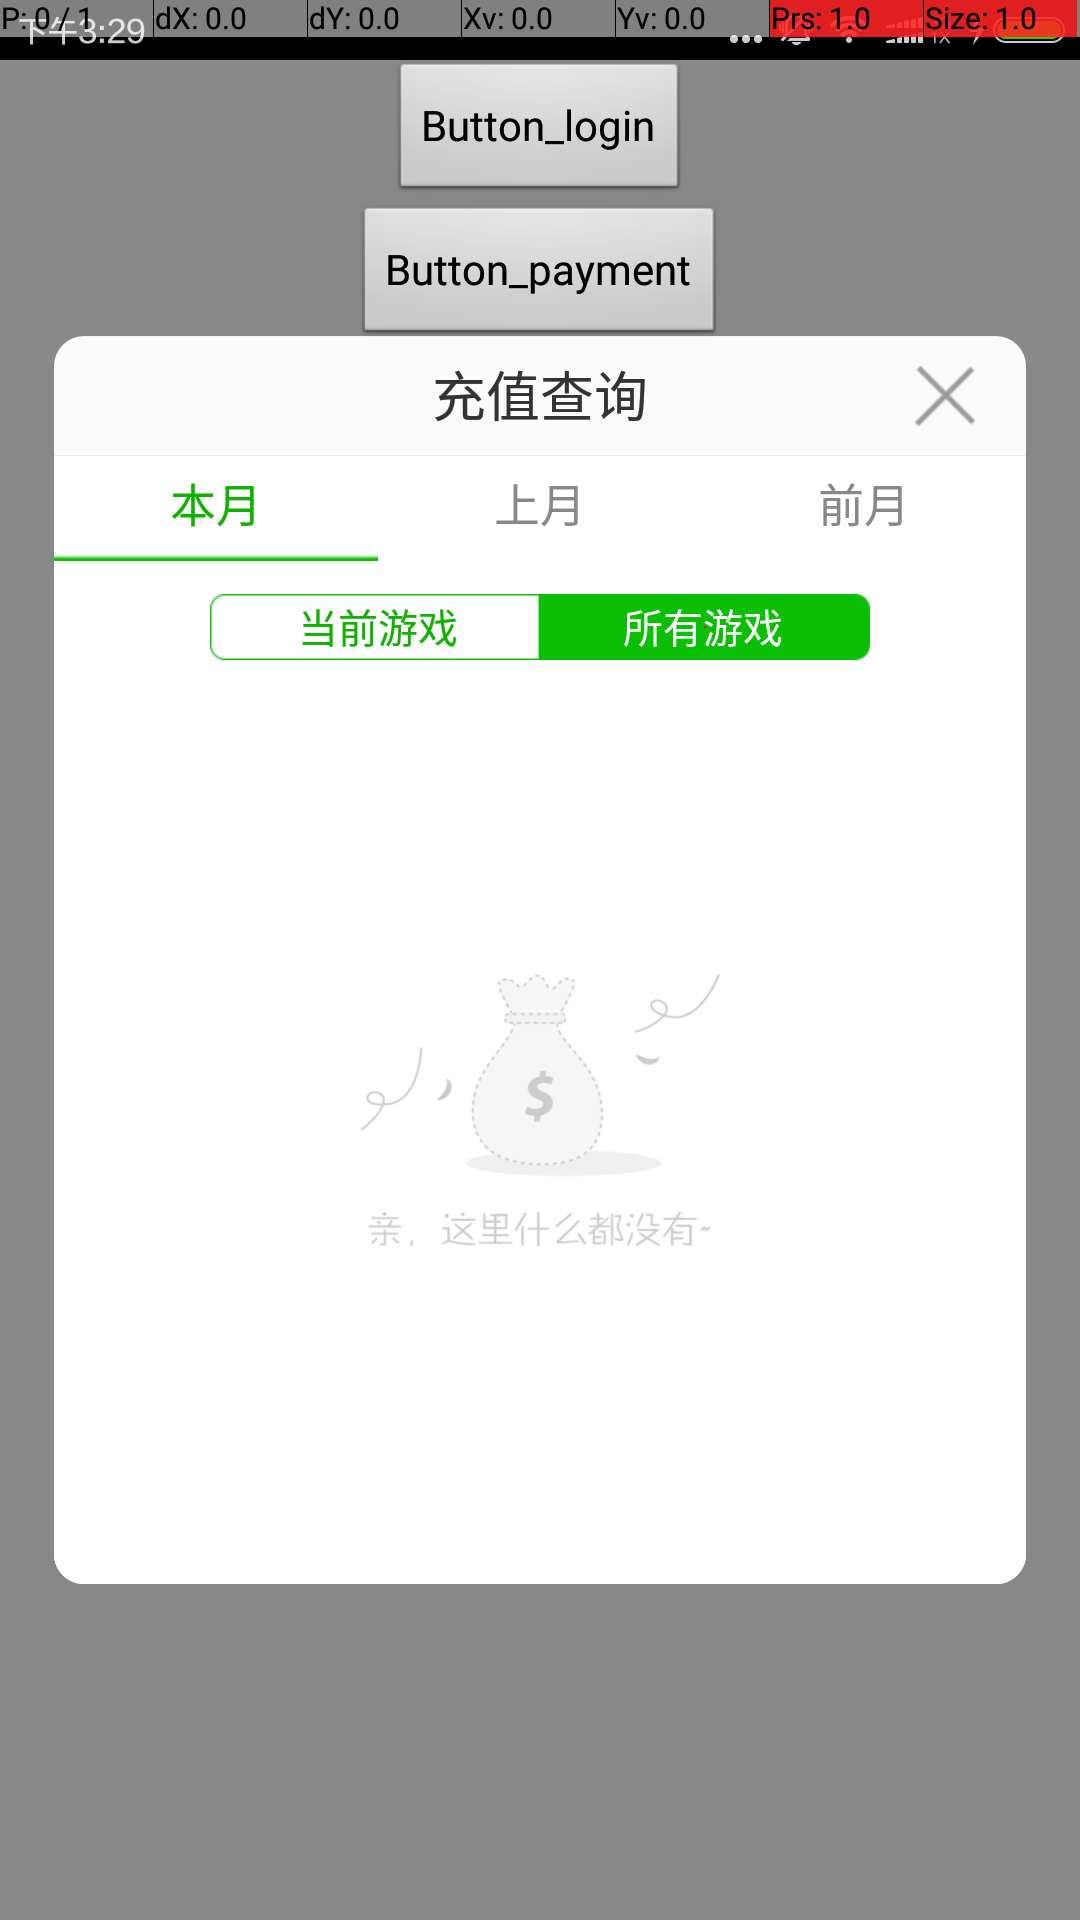 P: 0 / 1 dX: 0.0 dY: 0.0 Xv: 0.0 Yv: 0.0 Prs: 1.0 Size: 1.0
下午3:29 1X
Button_login
Button_payment
充值查询
本月 上月 前月
当前游戏 所有游戏
$
亲，这里什么都没有~